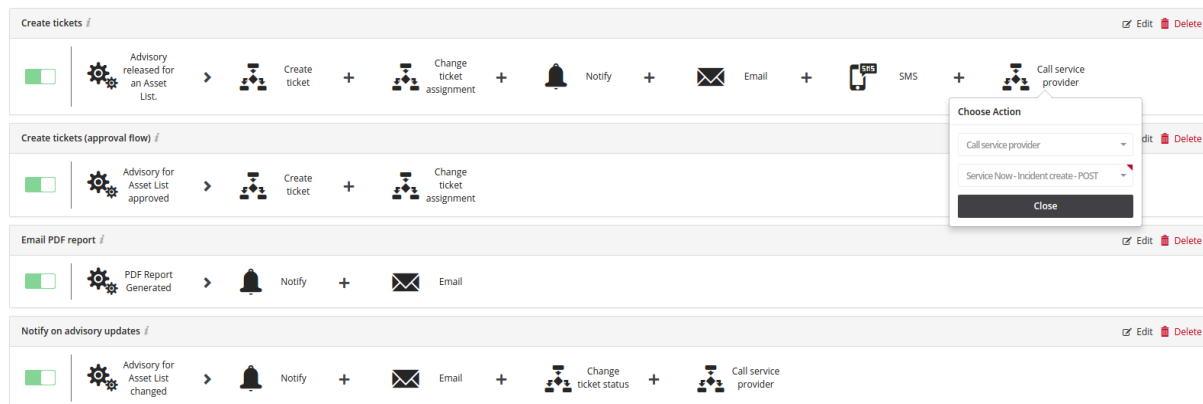 Create tickets i
Edit Delete
Advisory
released for
an Asset
List.
Create
ticket
Change
ticket
assignment
Notify
Email
SMS
SMS
Call service
provider
Choose Action
Call service provider
Service Now - Incident create - POST
Close
Create tickets (approval flow) i
dit Delete
Advisory for
Asset List
approved
Create
ticket
Change
ticket
assignment
Email PDF report i
Edit Delete
PDF Report
Generated
Notify
Email
Notify on advisory updates i
Edit Delete
Advisory for
Asset List
changed
Notify
Email
Change
ticket status
Call service
provider